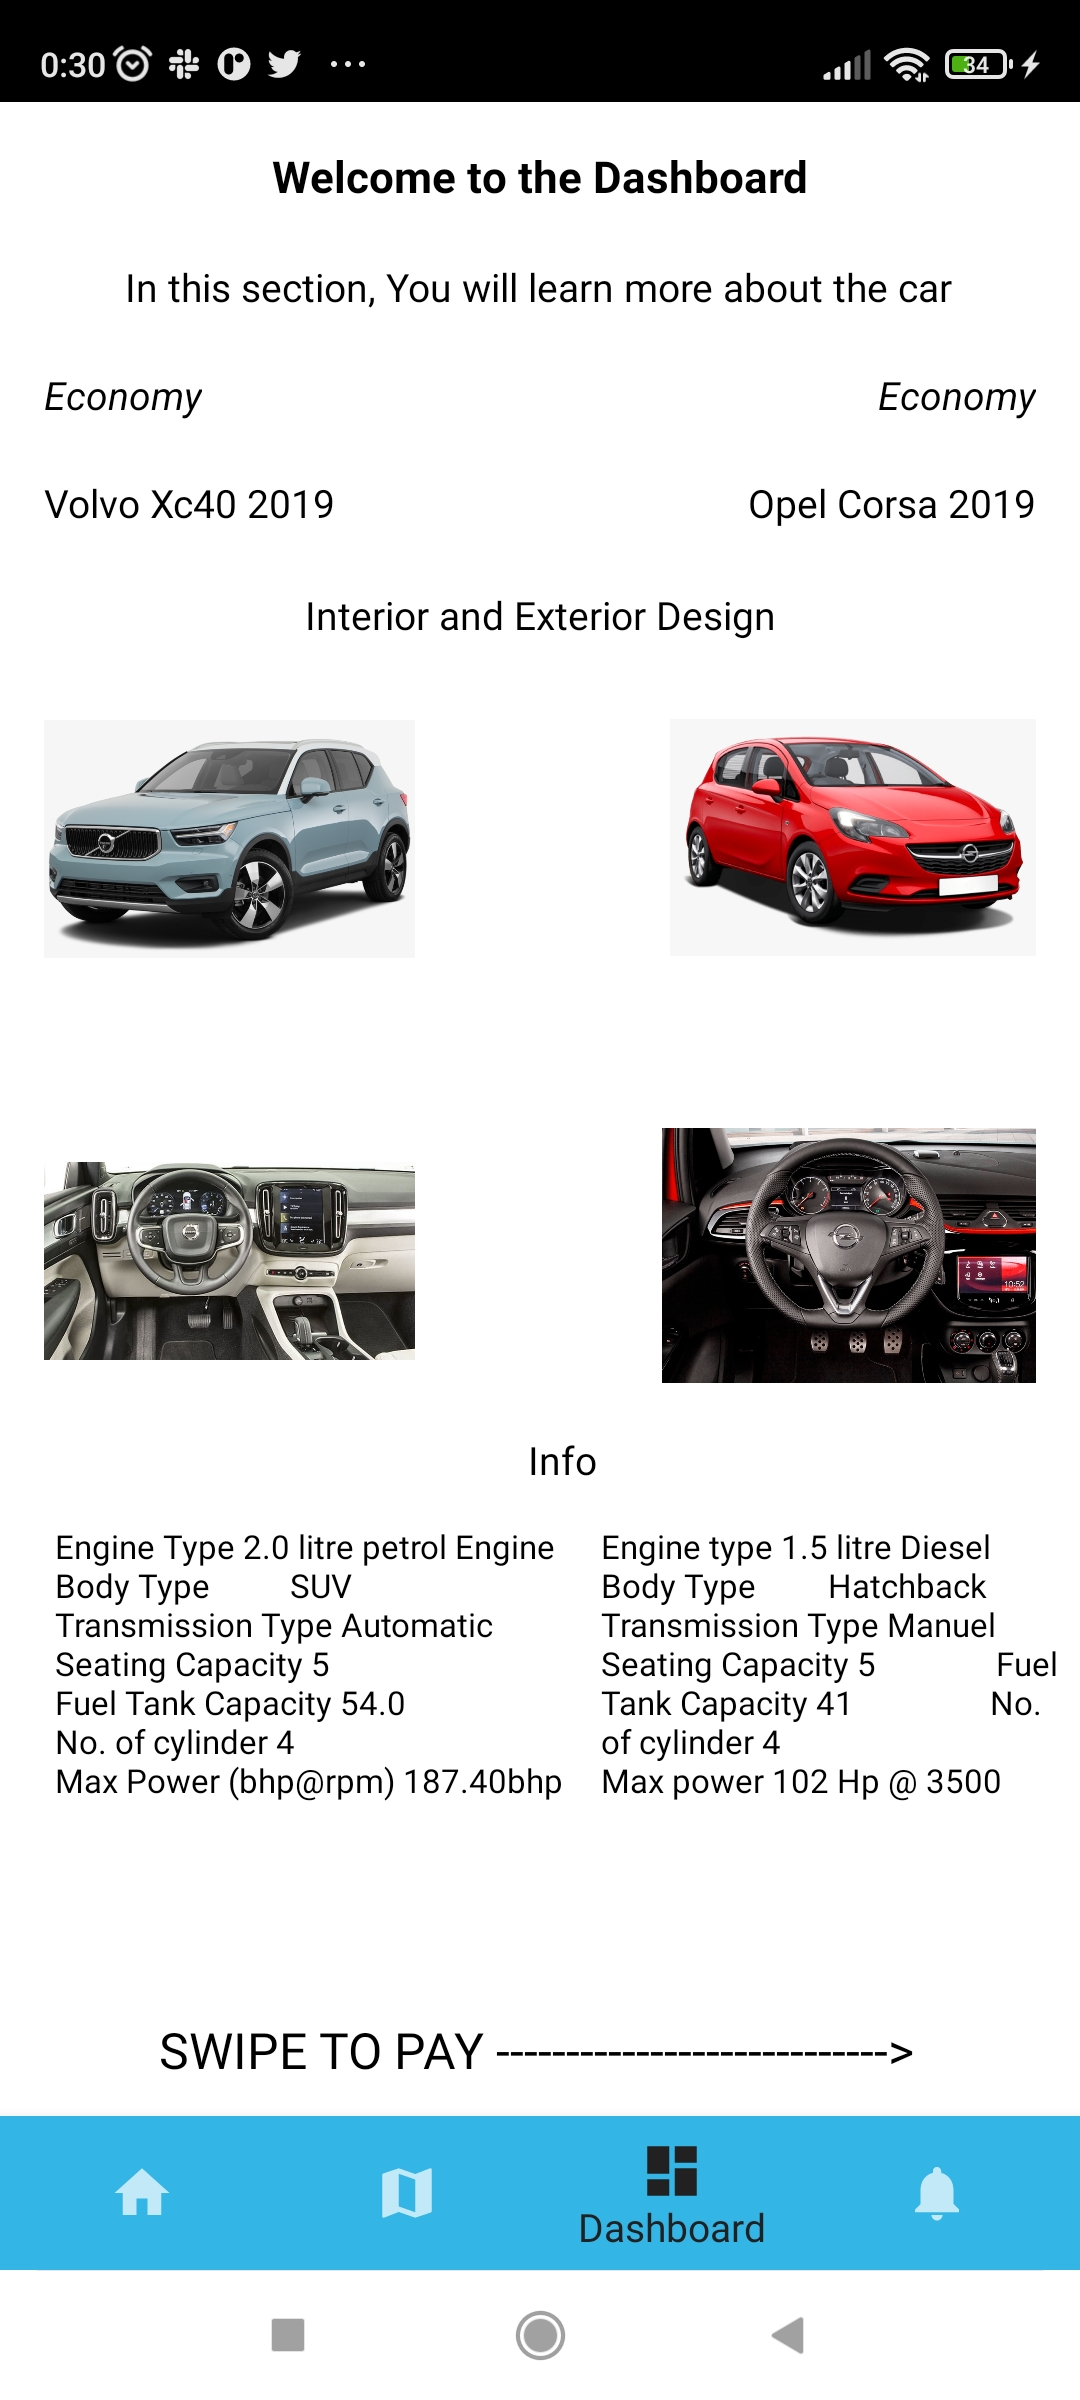 0:30
34
Welcome to the Dashboard
In this section, You will learn more about the car
Economy Economy
Volvo Xc40 2019 Opel Corsa 2019
Interior and Exterior Design
10:52
Info
Engine Type 2.0 litre petrol Engine
Body Type SUV
Transmission Type Automatic
Seating Capacity 5
Fuel Tank Capacity 54.0
No. of cylinder 4
Max Power (bhp@rpm) 187.40bhp
Engine type 1.5 litre Diesel
Body Type Hatchback
Transmission Type Manuel
Seating Capacity 5 Fuel
Tank Capacity 41 No.
of cylinder 4
Max power 102 Hp @ 3500
SWIPE TO PAY ---------------------------->
Dashboard